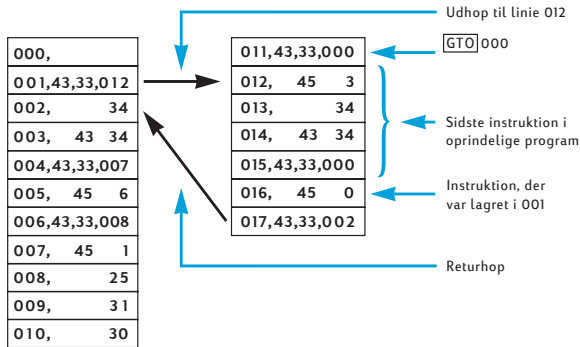 000,
001,43,33,012
002, 34
003, 43 34
004,43,33,007
005, 45 6
006,43,33,008
007, 45 1
008, 25
009, 31
010, 30
011,43,33,000
012, 45 3
013, 34
014, 43 34
015,43,33,000
016, 45 0
017,43,33,002
Udhop til linie 012
GTO 000
Sidste instruktion i
oprindelige program
Instruktion, der
var lagret i 001
Returhop